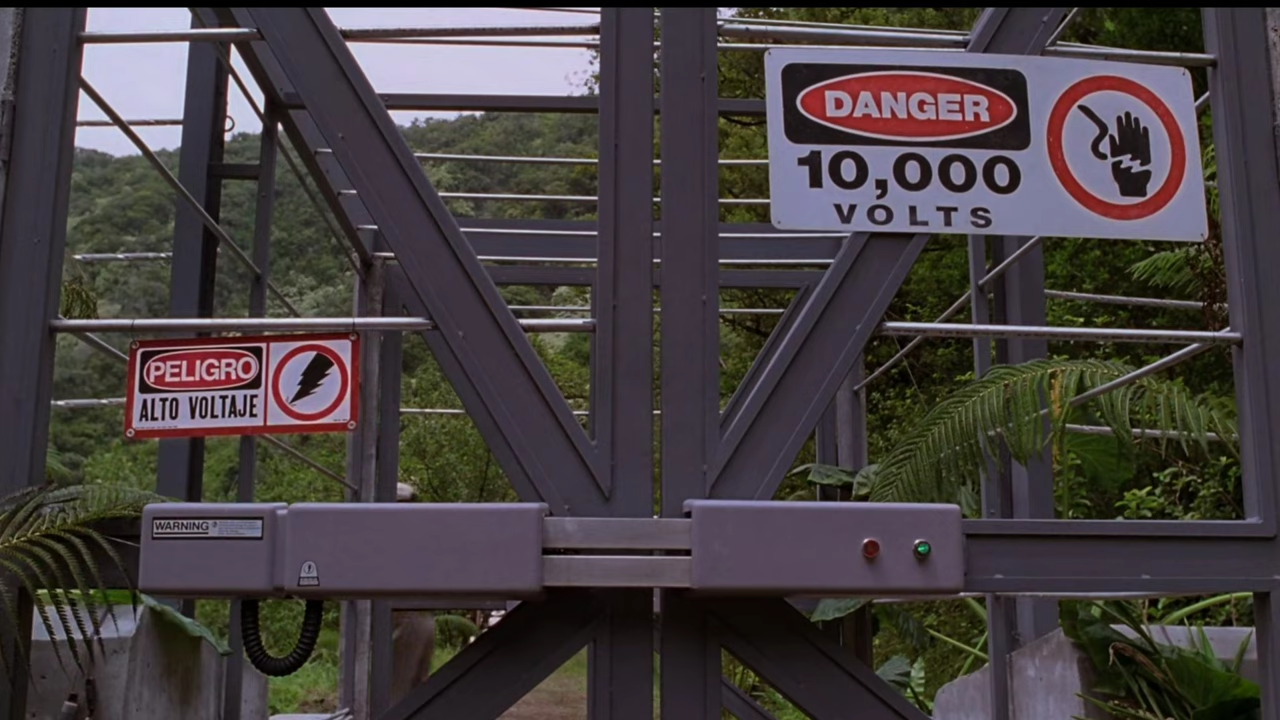 DANGER
10,000
VOLTS
PELIGRO
ALTO VOLTAJE
WARNING